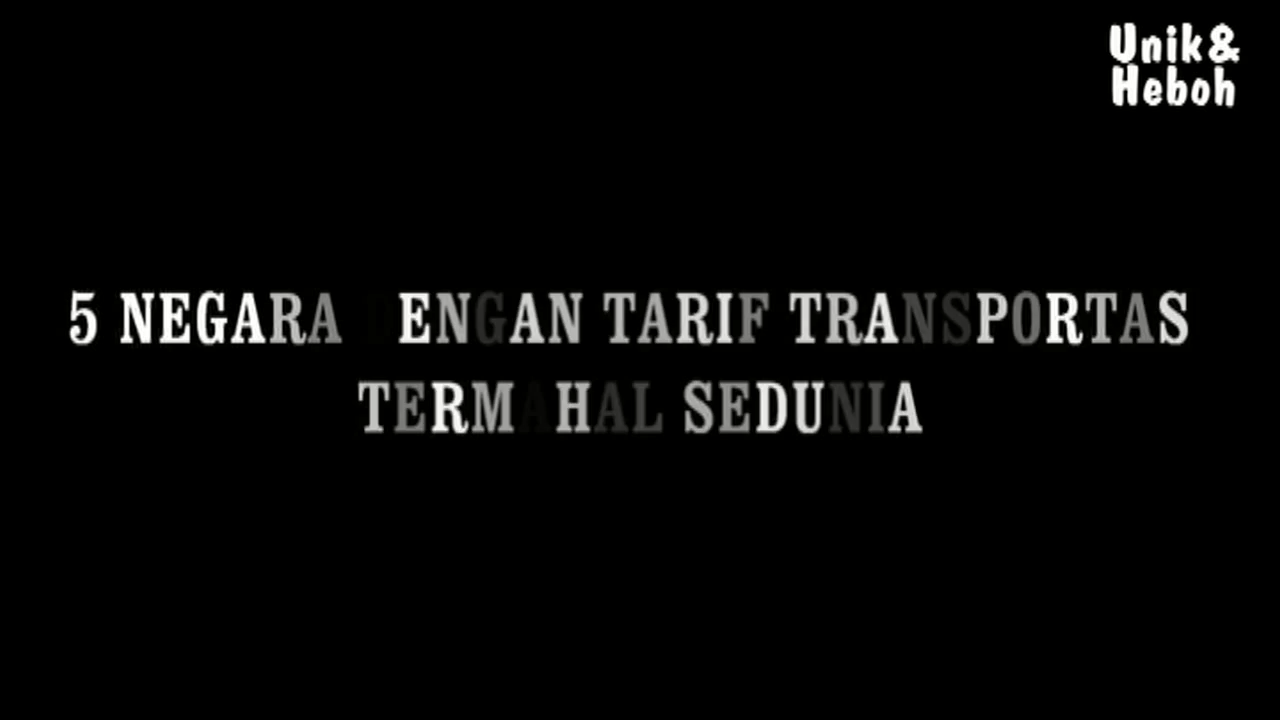 Unik&
Heboh
5 NEGARA DENGAN TARIF TRANSPORTAS
TERMAHAL SEDUNIA